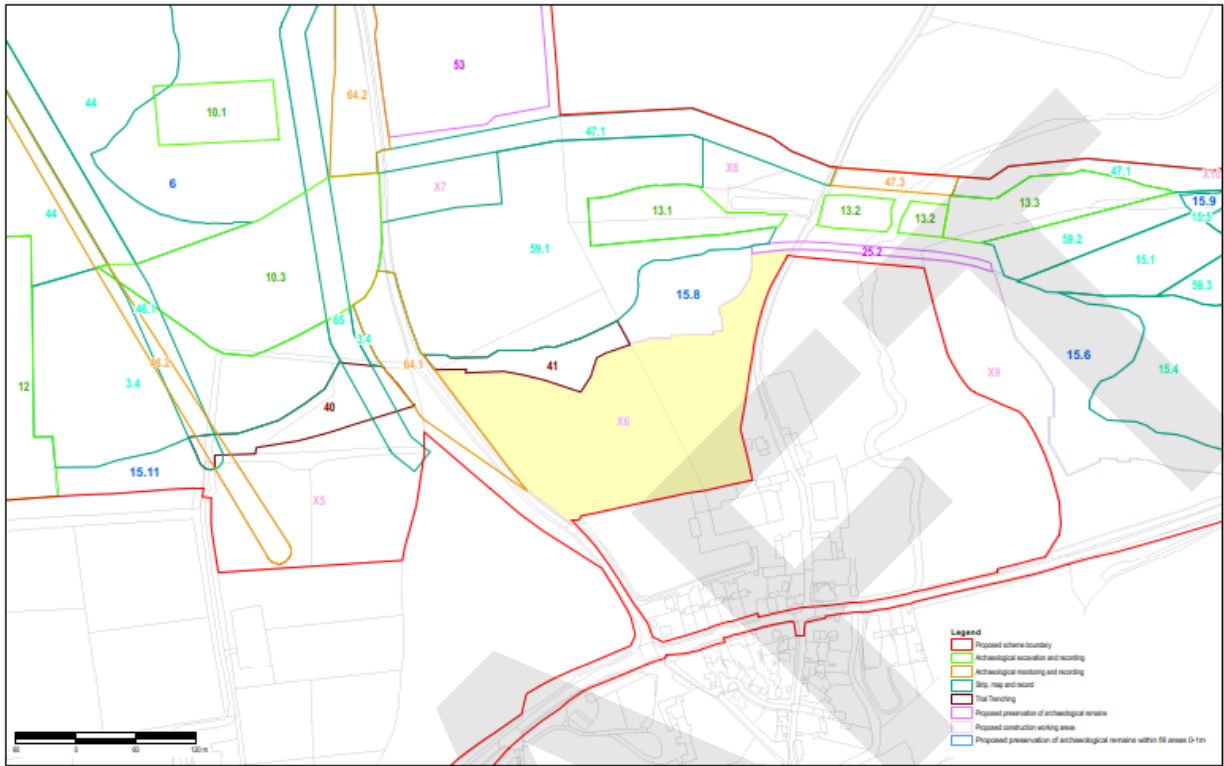 53
44
10.1
64.2
47.1
X8
6
X7
47.3
47.1
X10
13.1
13.2
13.2
13.3
15.9
15.5
44
59.1
25.2
59.2
15.1
59.3
10.3
15.8
46.1
65
3.4
15.6
46.2
64.1
41
X9
15.4
12
3.4
40
X6
15.11
X5
Legend
Proposed scheme boundary
Archaeological excavation and recording
Archaeological monitoring and recording
Strip, map and record
Trial Trenching
Proposed preservation of archaeological remains
Proposed construction working areas
Proposed preservation of archaeological remains within fill areas 0-1m
60 0 60 120 m